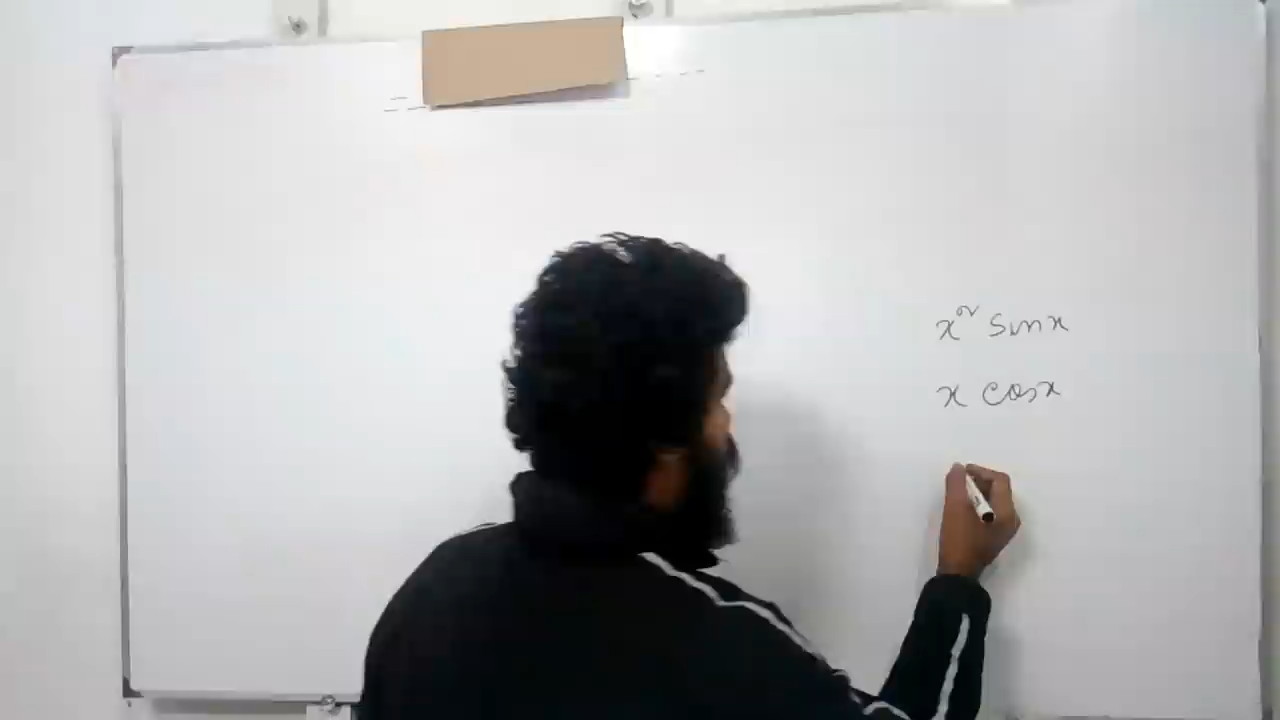 x² sinx
x cosx